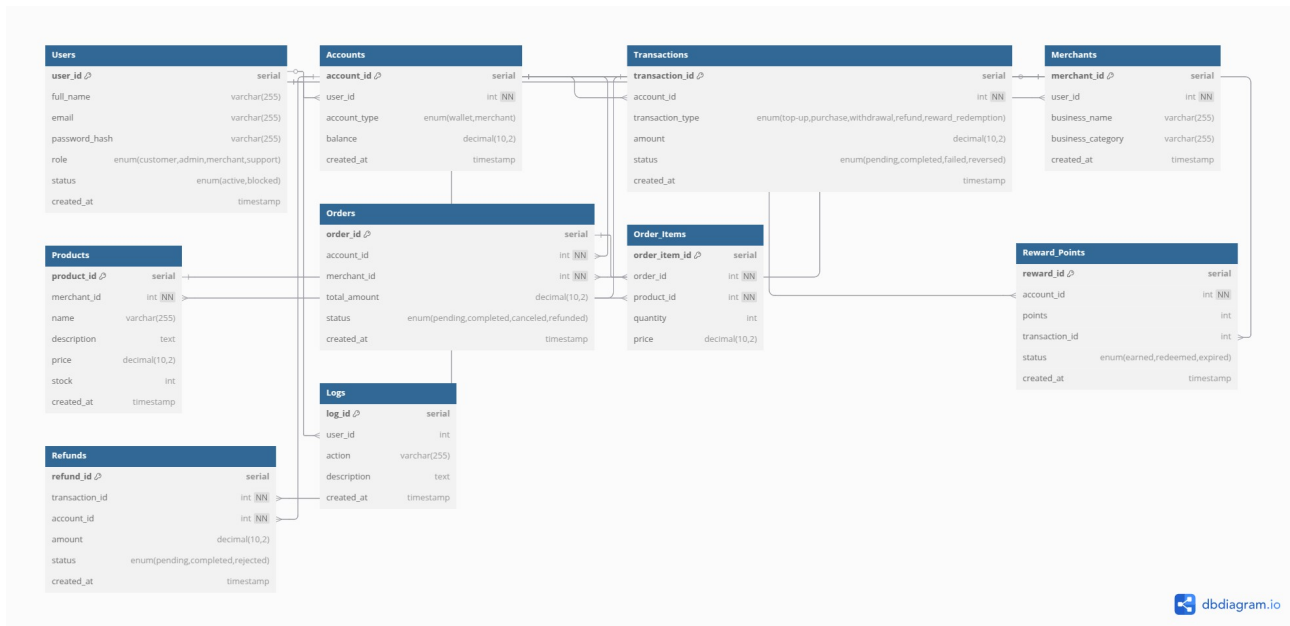 Users
user_id serial
full_name varchar(255)
email varchar(255)
password_hash varchar(255)
role enum(customer,admin,merchant,support)
status enum(active,blocked)
created_at timestamp
Accounts
account_id serial
user_id int NN
account_type enum(wallet,merchant)
balance decimal(10,2)
created_at timestamp
Transactions
transaction_id serial
account_id int NN
transaction_type enum(top-up,purchase,withdrawal,refund,reward_redemption)
amount decimal(10,2)
status enum(pending,completed,failed,reversed)
created_at timestamp
Merchants
merchant_id serial
user_id int NN
business_name varchar(255)
business_category varchar(255)
created_at timestamp
Orders
order_id serial
account_id int NN
merchant_id int NN
total_amount decimal(10,2)
status enum(pending,completed,canceled,refunded)
created_at timestamp
Order_Items
order_item_id serial
order_id int NN
product_id int NN
quantity int
price decimal(10,2)
Products
product_id serial
merchant_id int NN
name varchar(255)
description text
price decimal(10,2)
stock int
created_at timestamp
Reward_Points
reward_id serial
account_id int NN
points int
transaction_id int
status enum(earned,redeemed,expired)
created_at timestamp
Logs
log_id serial
user_id int
action varchar(255)
description text
created_at timestamp
Refunds
refund_id serial
transaction_id int NN
account_id int NN
amount decimal(10,2)
status enum(pending,completed,rejected)
created_at timestamp
dbdiagram.io